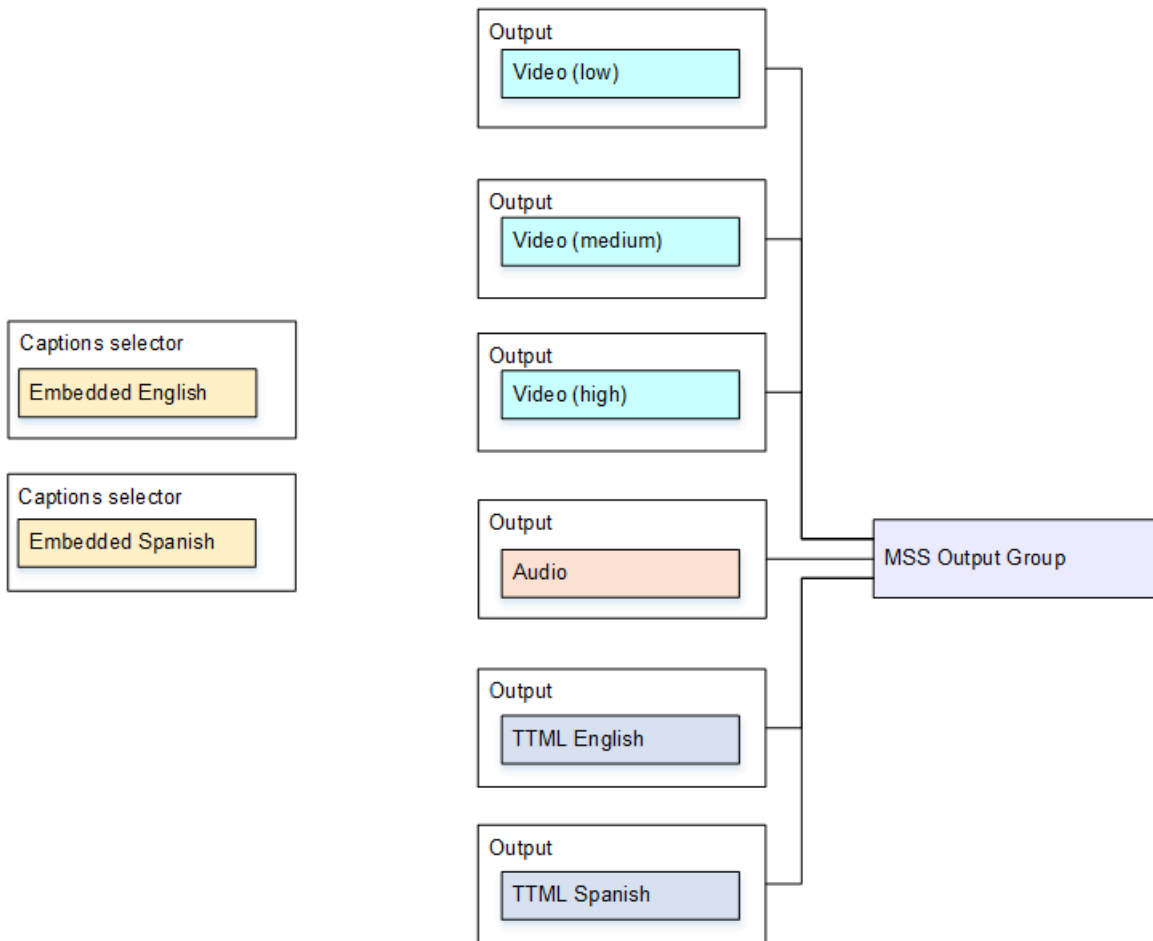 Captions selector
Embedded English
Captions selector
Embedded Spanish
Output
Video (low)
Output
Video (medium)
Output
Video (high)
Output
Audio
Output
TTML English
Output
TTML Spanish
MSS Output Group